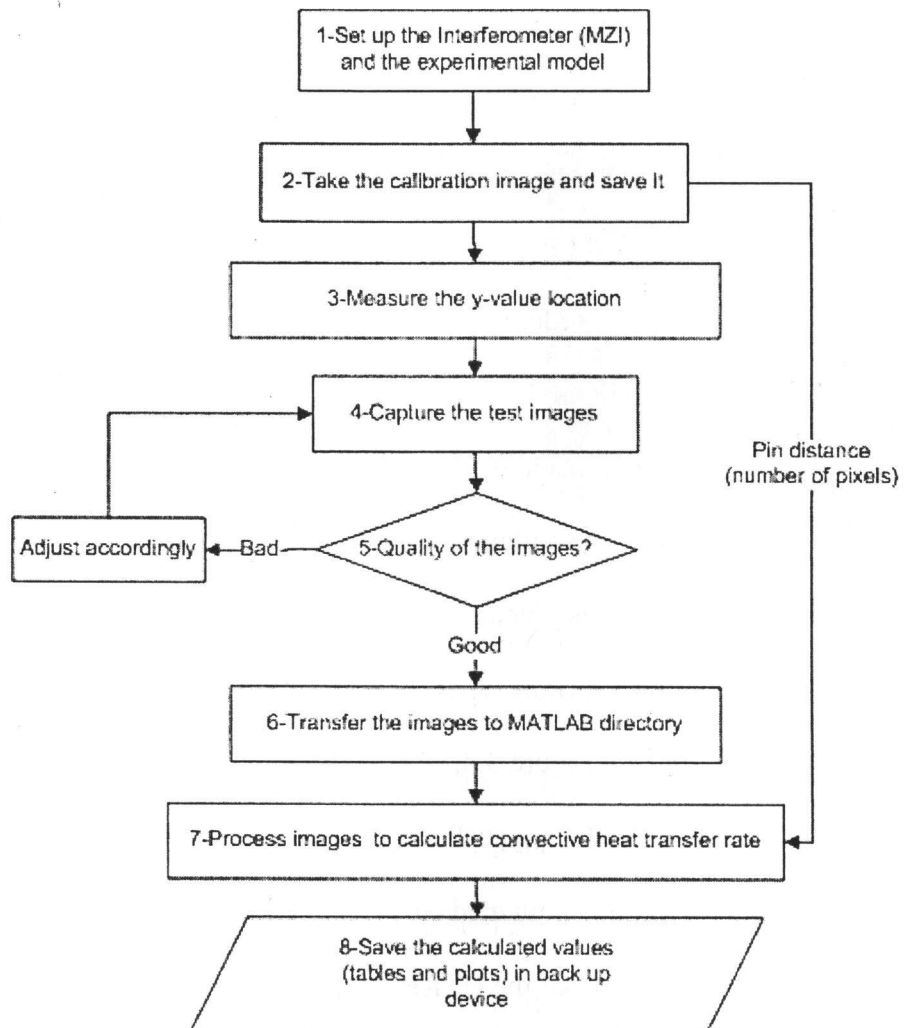 1-Set up the Interferometer (MZI)
and the experimental model
2-Take the calibration image and save it
3-Measure the y-value location
4-Capture the test images
Pin distance
(number of pixels)
Adjust accordingly
Bad
5-Quality of the images?
Good
6-Transfer the images to MATLAB directory
7-Process images to calculate convective heat transfer rate
8-Save the calculated values
(tables and plots) in back up
device